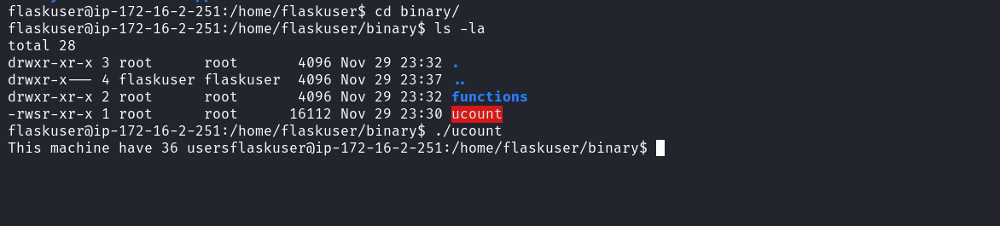 flaskuser@ip-172-16-2-251:/home/flaskuser$ cd binary/
flaskuser@ip-172-16-2-251:/home/flaskuser/binary$ ls -la
total 28
drwxr-xr-x 3 root      root       4096 Nov 29 23:32 .
drwxr-x--- 4 flaskuser flaskuser  4096 Nov 29 23:37 ..
drwxr-xr-x 2 root      root       4096 Nov 29 23:32 functions
-rwsr-xr-x 1 root      root      16112 Nov 29 23:30 ucount
flaskuser@ip-172-16-2-251:/home/flaskuser/binary$ ./ucount
This machine have 36 usersflaskuser@ip-172-16-2-251:/home/flaskuser/binary$